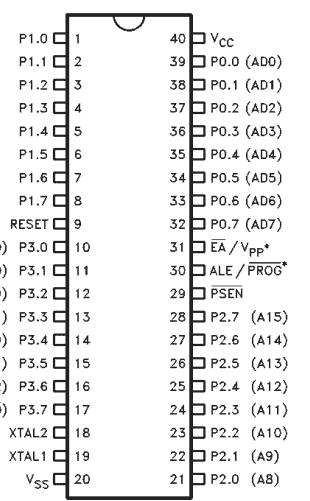 P1.0 1 40 VCC
P1.1 2 39 P0.0 (AD0)
P1.2 3 38 P0.1 (AD1)
P1.3 4 37 P0.2 (AD2)
P1.4 5 36 P0.3 (AD3)
P1.5 6 35 P0.4 (AD4)
P1.6 7 34 P0.5 (AD5)
P1.7 8 33 P0.6 (AD6)
RESET 9 32 P0.7 (AD7)
) P3.0 10 31 E̅A̅ / VPP*
) P3.1 11 30 ALE / P̅R̅O̅G̅*
) P3.2 12 29 P̅S̅E̅N̅
) P3.3 13 28 P2.7 (A15)
) P3.4 14 27 P2.6 (A14)
) P3.5 15 26 P2.5 (A13)
) P3.6 16 25 P2.4 (A12)
) P3.7 17 24 P2.3 (A11)
XTAL2 18 23 P2.2 (A10)
XTAL1 19 22 P2.1 (A9)
VSS 20 21 P2.0 (A8)